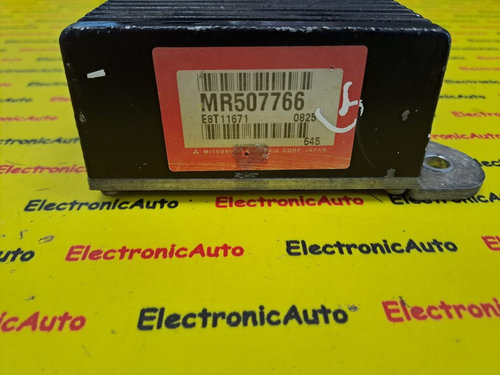 MR507766
E8T11671 0825
645
MITSUBISHI ELECTRIC CORP. JAPAN
ElectronicAuto
ElectronicAuto ElectronicAuto
ElectronicAuto ElectronicAuto
ElectronicAuto ElectronicAuto
ElectronicAuto ElectronicAuto
ElectronicAuto